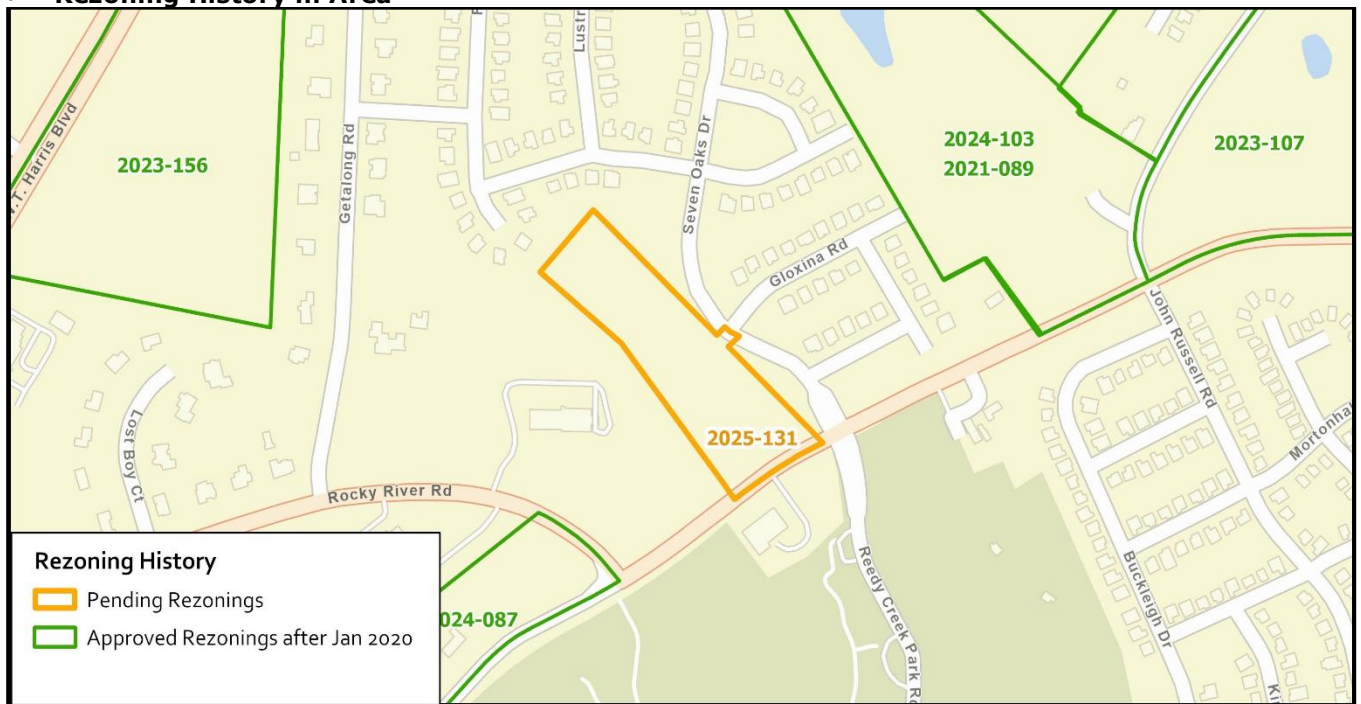 Rezoning History in Area
2023-156
2024-103
2021-089
2023-107
Getalong Rd
Seven Oaks Dr
Gloxina Rd
John Russell Rd
2025-131
Lost Boy Ct
Rocky River Rd
Reedy Creek Park Rd
Buckleigh Dr
024-087
Rezoning History
Pending Rezonings
Approved Rezonings after Jan 2020
.T. Harris Blvd
Lustr
Mortonha